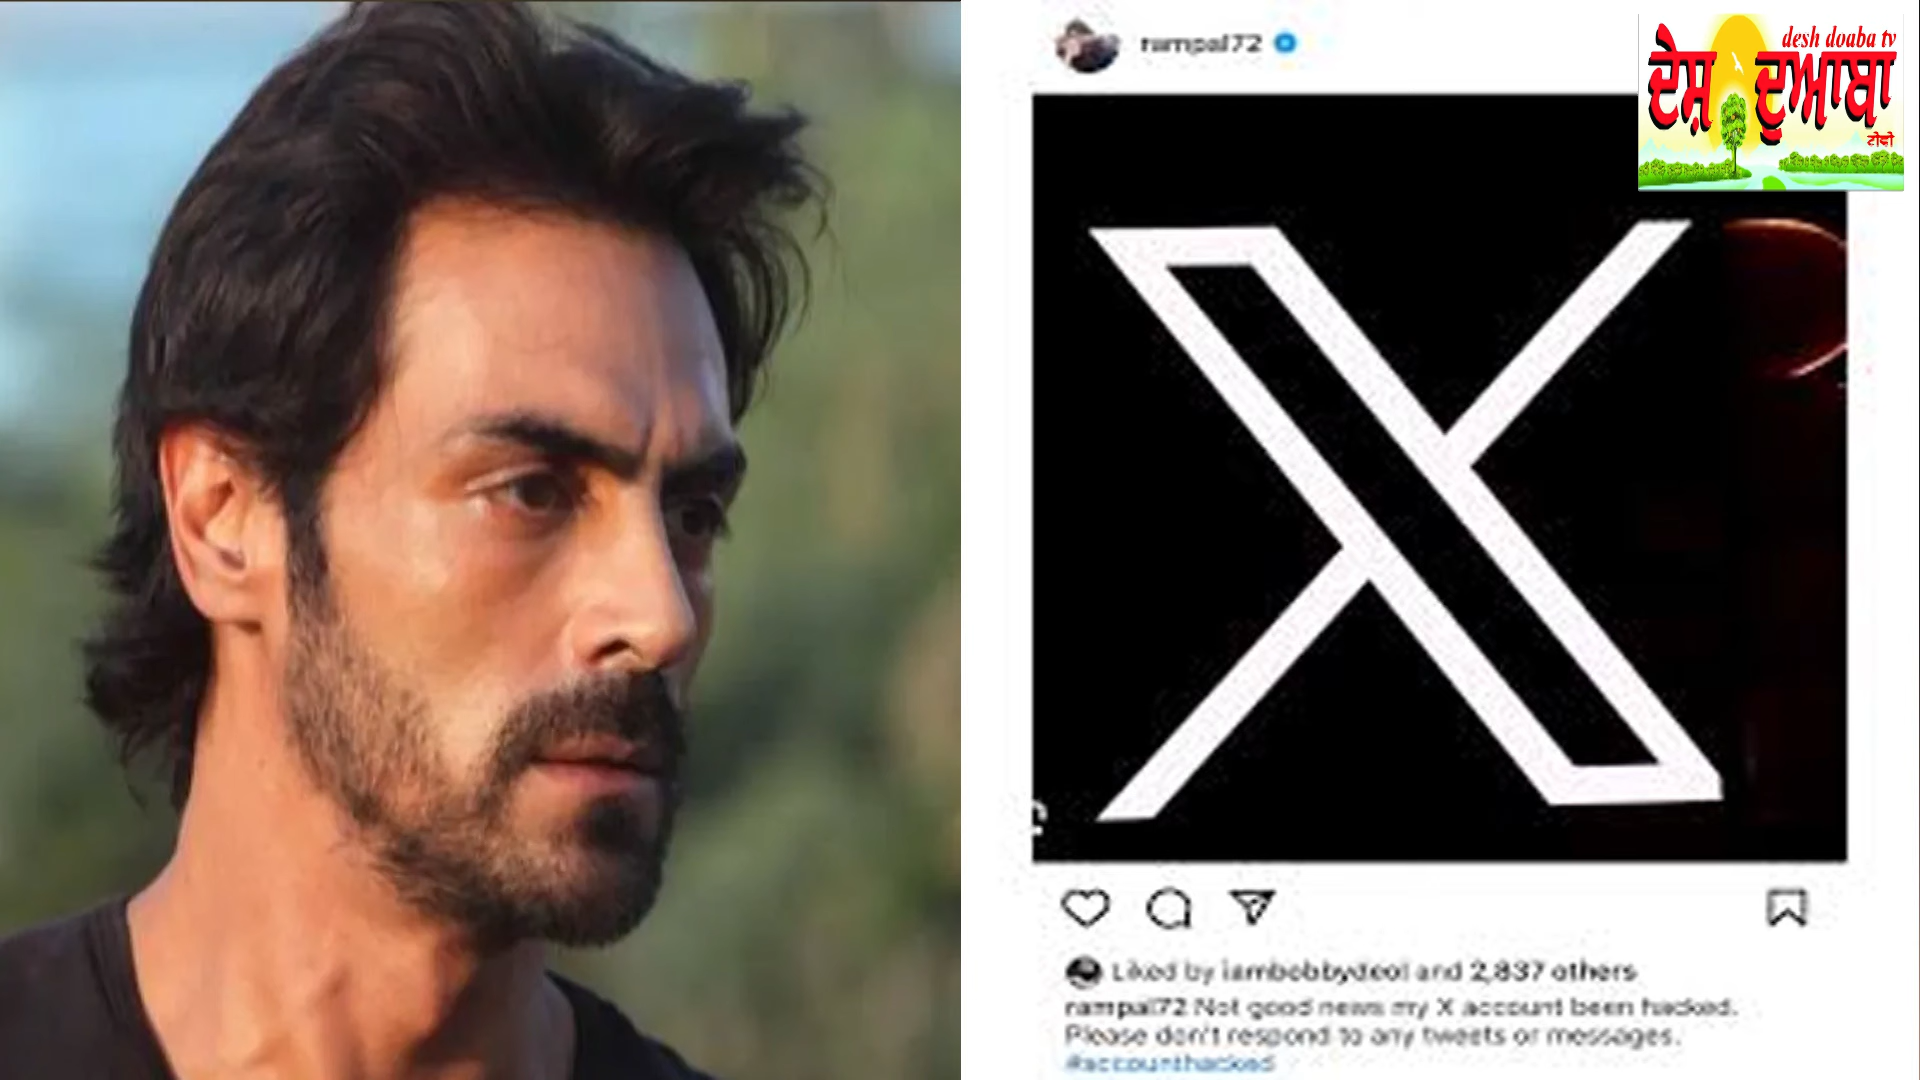 rampal72
desh doaba tv
ਦੇਸ਼ ਦੁਆਬਾ
ਟੀਵੀ
Liked by iambobbydeol and 2,837 others
rampal72 Not good news my X account been hacked.
Please don't respond to any tweets or messages.
#accounthacked